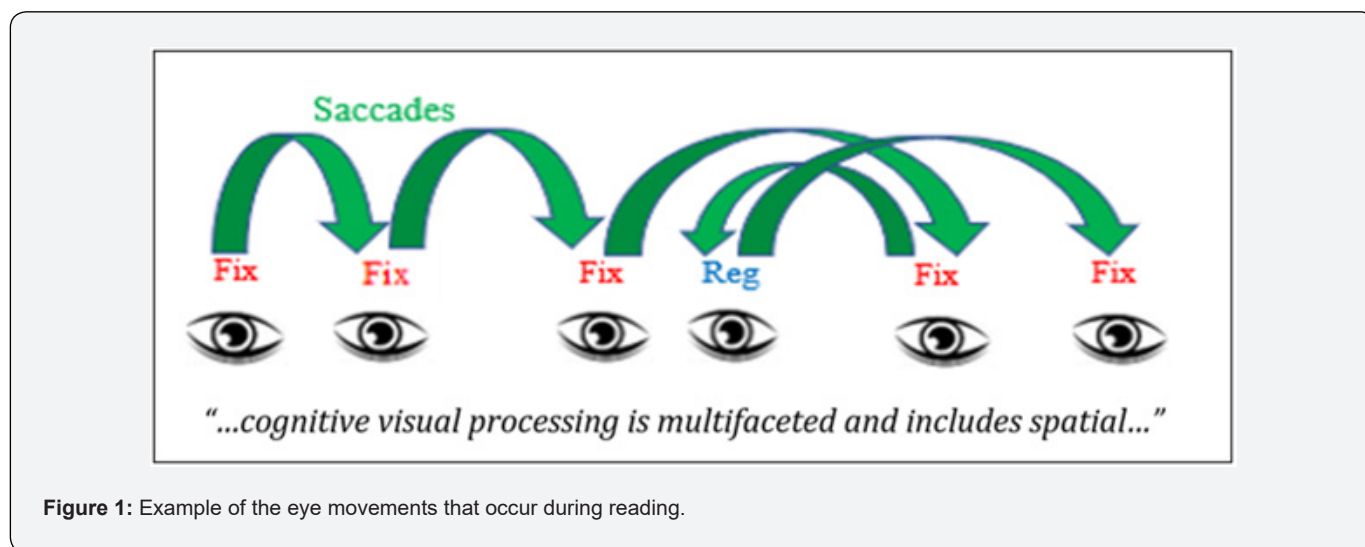 Saccades
Fix Fix Fix Reg Fix Fix
“...cognitive visual processing is multifaceted and includes spatial...”
Figure 1: Example of the eye movements that occur during reading.